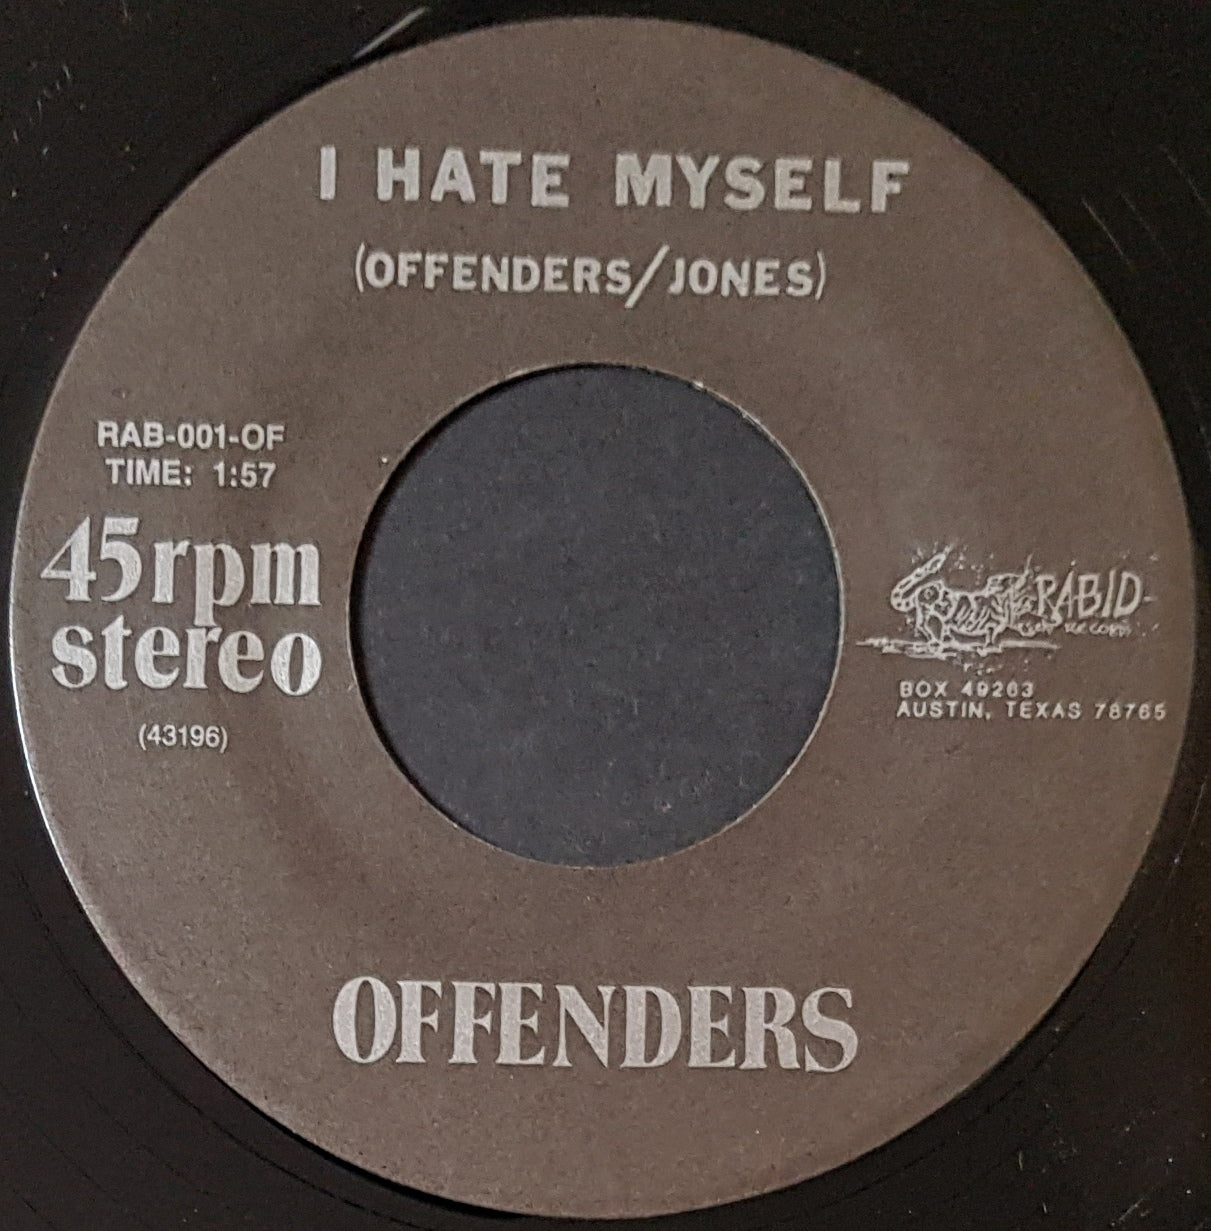 I HATE MYSELF
(OFFENDERS/JONES)
RAB-001-OF
TIME: 1:57
45rpm
stereo
(43196)
RABID
BOX 49263
AUSTIN, TEXAS 78765
OFFENDERS